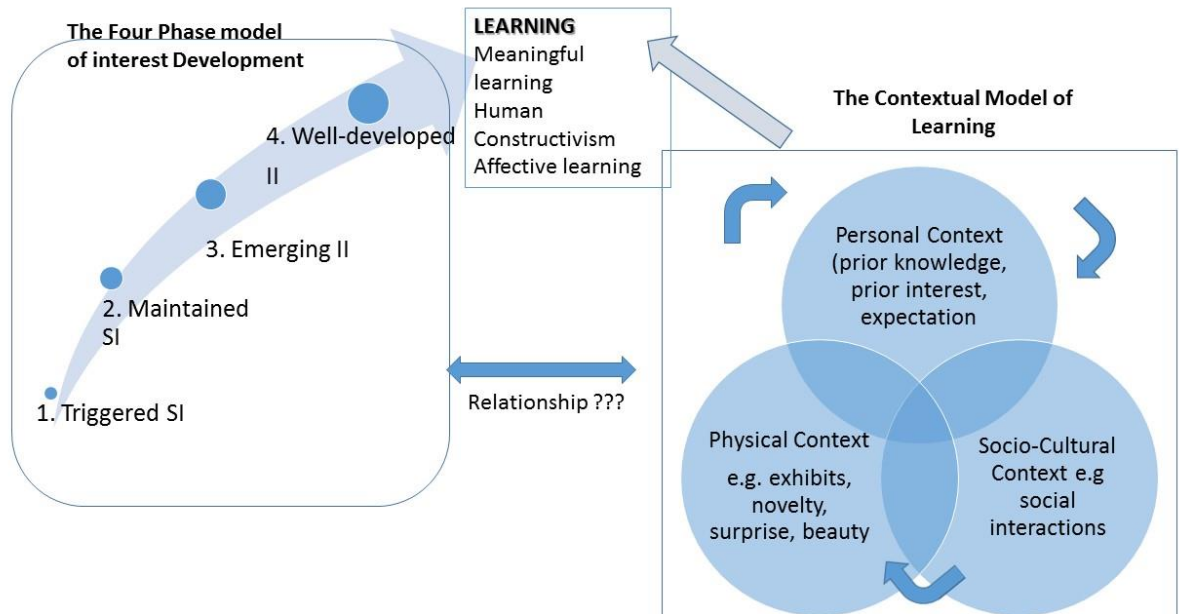 The Four Phase model
of interest Development
4. Well-developed
II
3. Emerging II
2. Maintained
SI
1. Triggered SI
LEARNING
Meaningful
learning
Human
Constructivism
Affective learning
Relationship ???
The Contextual Model of
Learning
Personal Context
(prior knowledge,
prior interest,
expectation
Physical Context
e.g. exhibits,
novelty,
surprise, beauty
Socio-Cultural
Context e.g
social
interactions